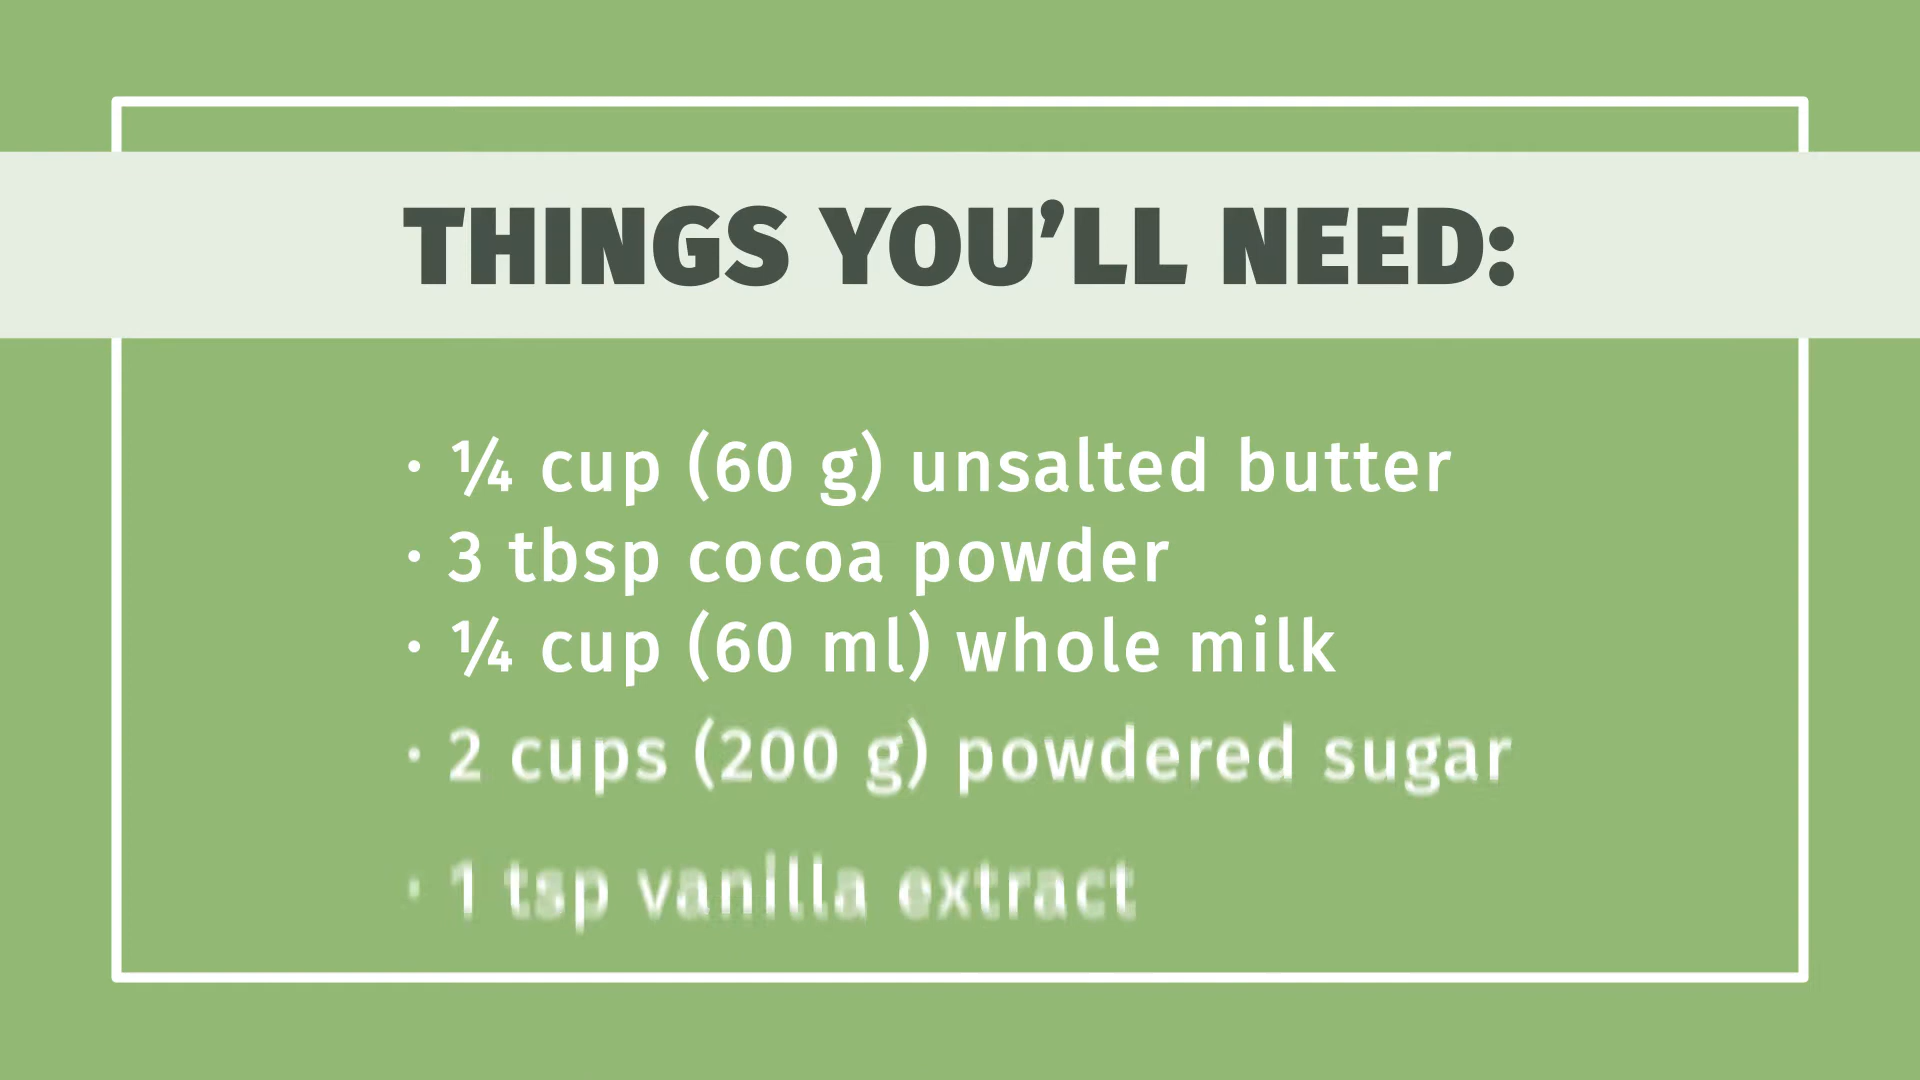 THINGS YOU’LL NEED:
· ¼ cup (60 g) unsalted butter
· 3 tbsp cocoa powder
· ¼ cup (60 ml) whole milk
· 2 cups (200 g) powdered sugar
· 1 tsp vanilla extract